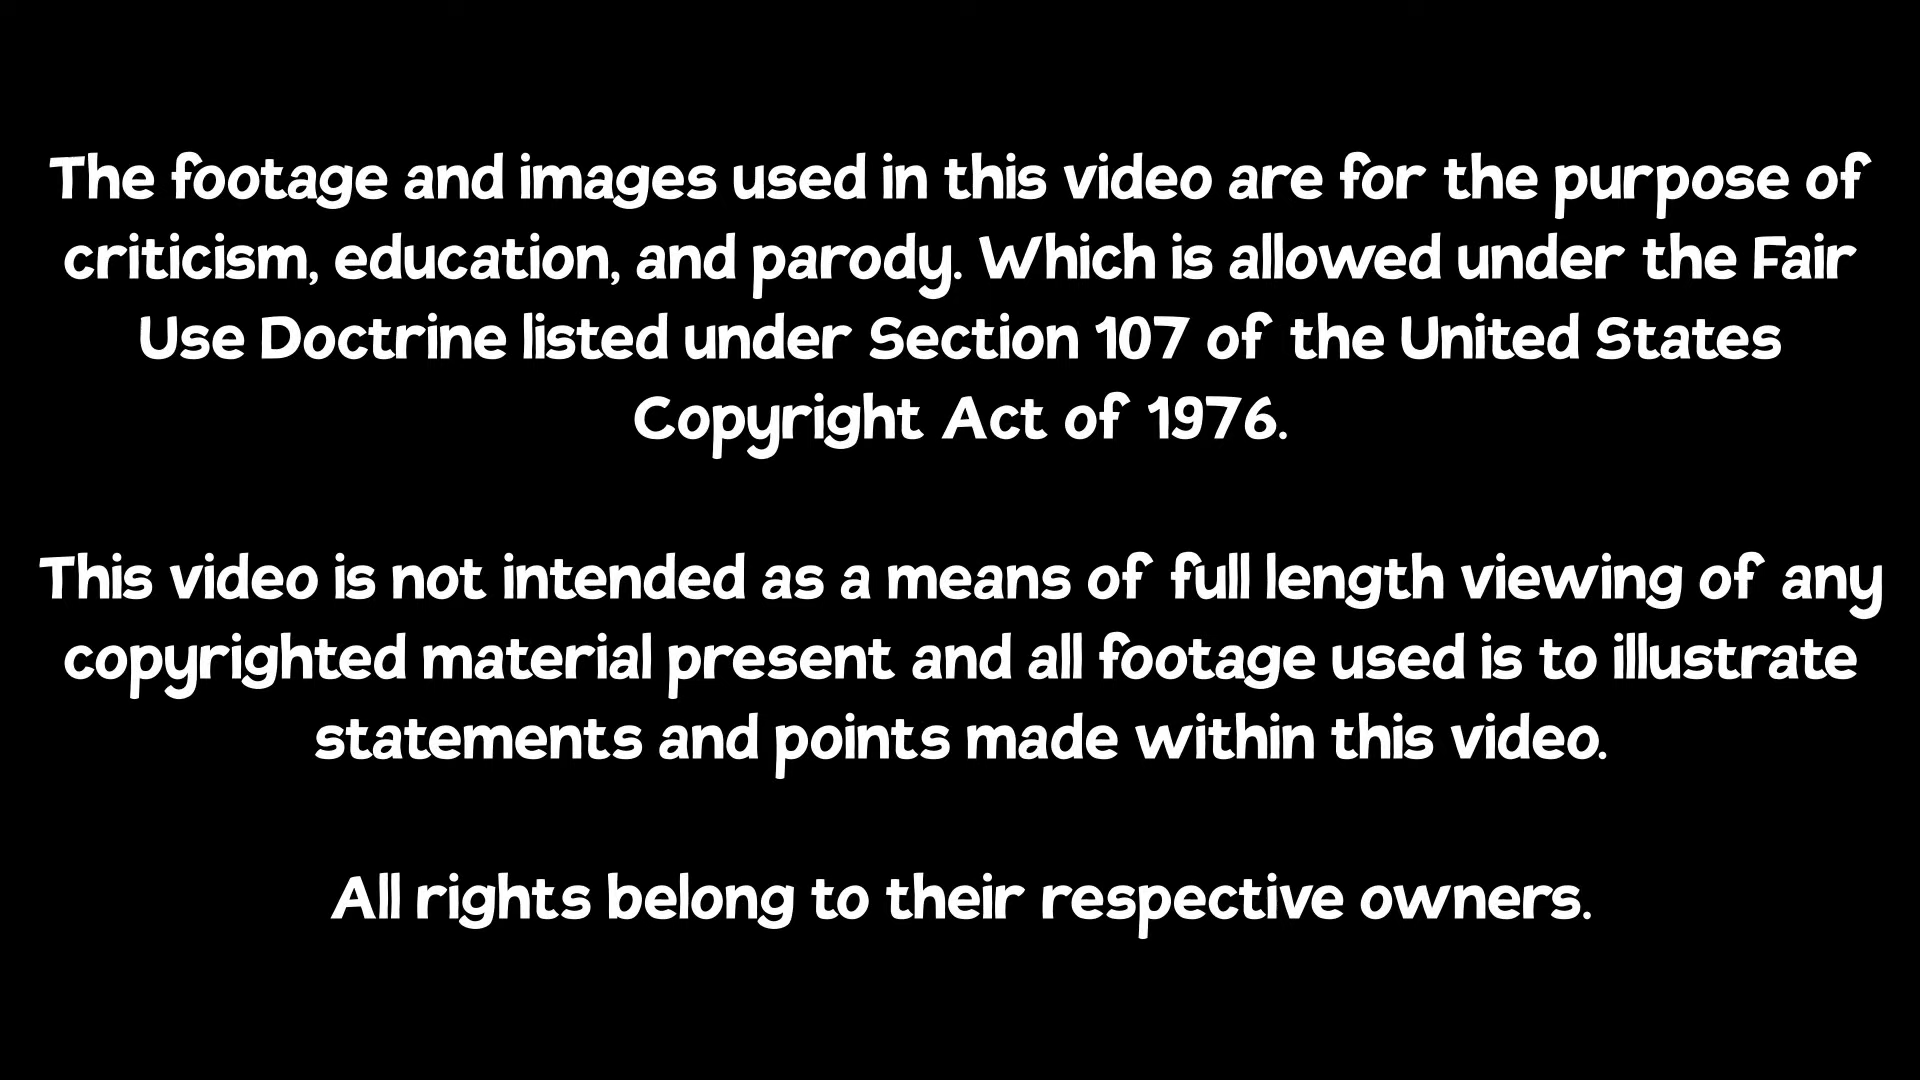 The footage and images used in this video are for the purpose of
criticism, education, and parody. Which is allowed under the Fair
Use Doctrine listed under Section 107 of the United States
Copyright Act of 1976.
This video is not intended as a means of full length viewing of any
copyrighted material present and all footage used is to illustrate
statements and points made within this video.
All rights belong to their respective owners.